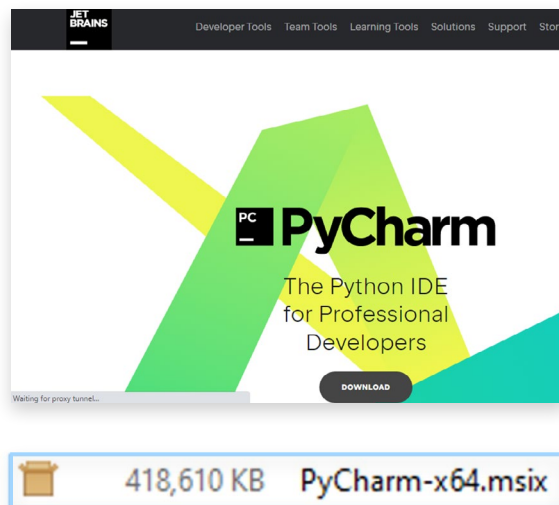 JET
BRAINS
Developer Tools Team Tools Learning Tools Solutions Support Stor
PC
PyCharm
The Python IDE
for Professional
Developers
DOWNLOAD
Waiting for proxy tunnel...
418,610 KB PyCharm-x64.msix